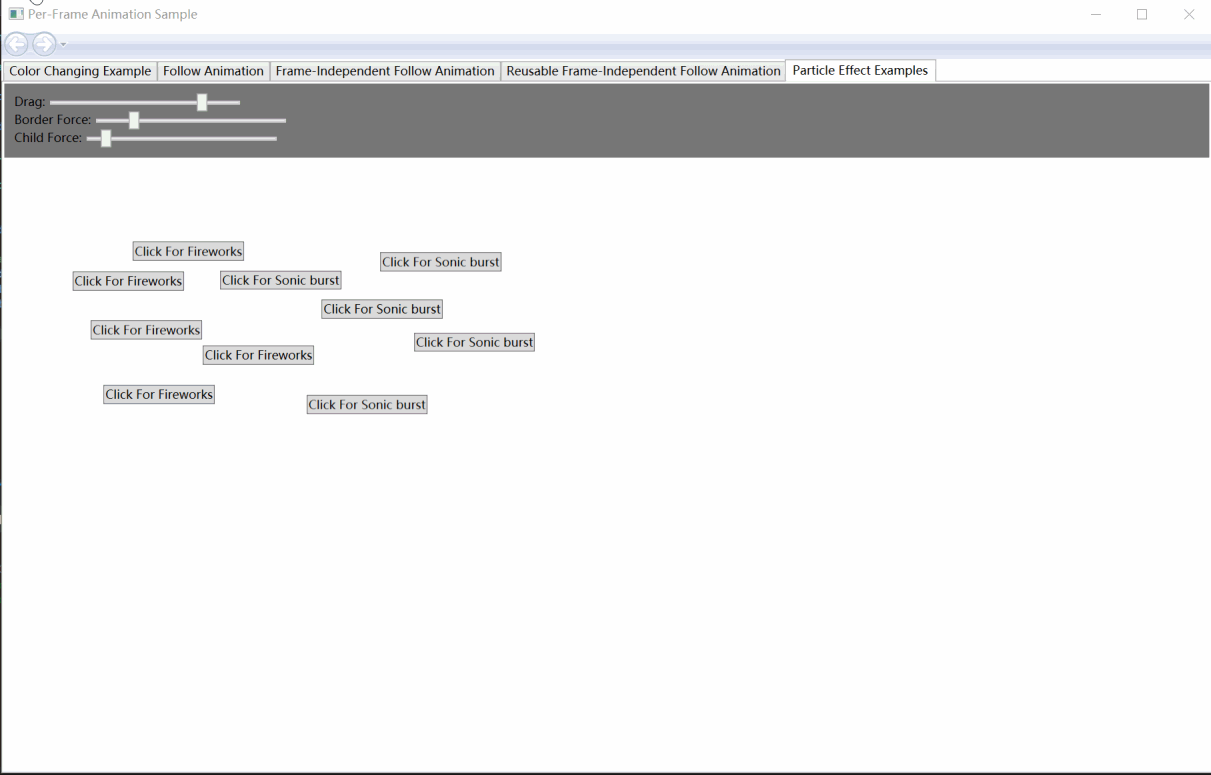 Per-Frame Animation Sample
Color Changing Example Follow Animation Frame-Independent Follow Animation Reusable Frame-Independent Follow Animation Particle Effect Examples
Drag:
Border Force:
Child Force:
Click For Fireworks
Click For Sonic burst
Click For Fireworks Click For Sonic burst
Click For Sonic burst
Click For Fireworks
Click For Sonic burst
Click For Fireworks
Click For Fireworks
Click For Sonic burst